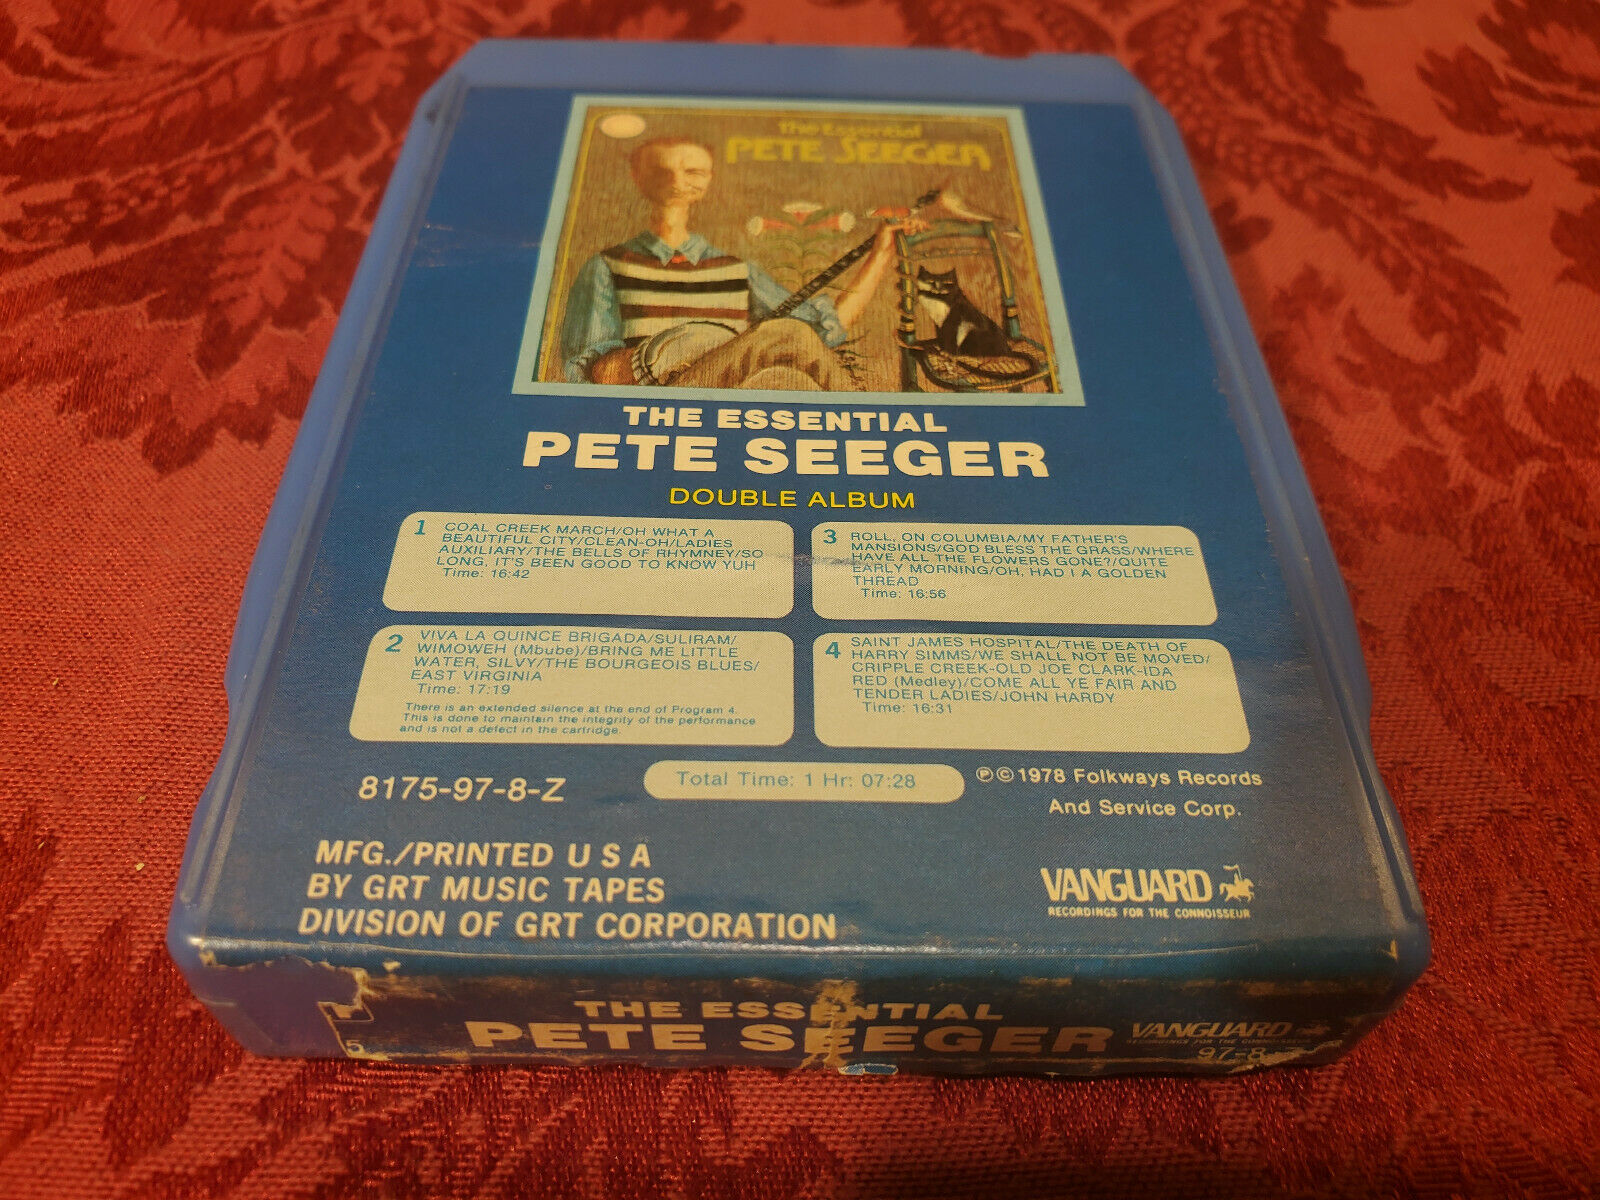 The Essential
PETE SEEGER
THE ESSENTIAL
PETE SEEGER
DOUBLE ALBUM
1 COAL CREEK MARCH/OH WHAT A
BEAUTIFUL CITY/CLEAN-OH/LADIES
AUXILIARY/THE BELLS OF RHYMNEY/SO
LONG, IT'S BEEN GOOD TO KNOW YUH
Time: 16:42
2 VIVA LA QUINCE BRIGADA/SULIRAM/
WIMOWEH (Mbube)/BRING ME LITTLE
WATER, SILVY/THE BOURGEOIS BLUES/
EAST VIRGINIA
Time: 17:19
There is an extended silence at the end of Program 4.
This is done to maintain the integrity of the performance
and is not a defect in the cartridge.
3 ROLL, ON COLUMBIA/MY FATHER'S
MANSIONS/GOD BLESS THE GRASS/WHERE
HAVE ALL THE FLOWERS GONE?/QUITE
EARLY MORNING/OH, HAD I A GOLDEN
THREAD
Time: 16:56
4 SAINT JAMES HOSPITAL/THE DEATH OF
HARRY SIMMS/WE SHALL NOT BE MOVED/
CRIPPLE CREEK-OLD JOE CLARK-IDA
RED (Medley)/COME ALL YE FAIR AND
TENDER LADIES/JOHN HARDY
Time: 16:31
8175-97-8-Z
Total Time: 1 Hr: 07:28
℗©1978 Folkways Records
And Service Corp.
MFG./PRINTED U S A
BY GRT MUSIC TAPES
DIVISION OF GRT CORPORATION
VANGUARD
RECORDINGS FOR THE CONNOISSEUR
THE ESSENTIAL
PETE SEEGER
VANGUARD
RECORDINGS FOR THE CONNOISSEUR